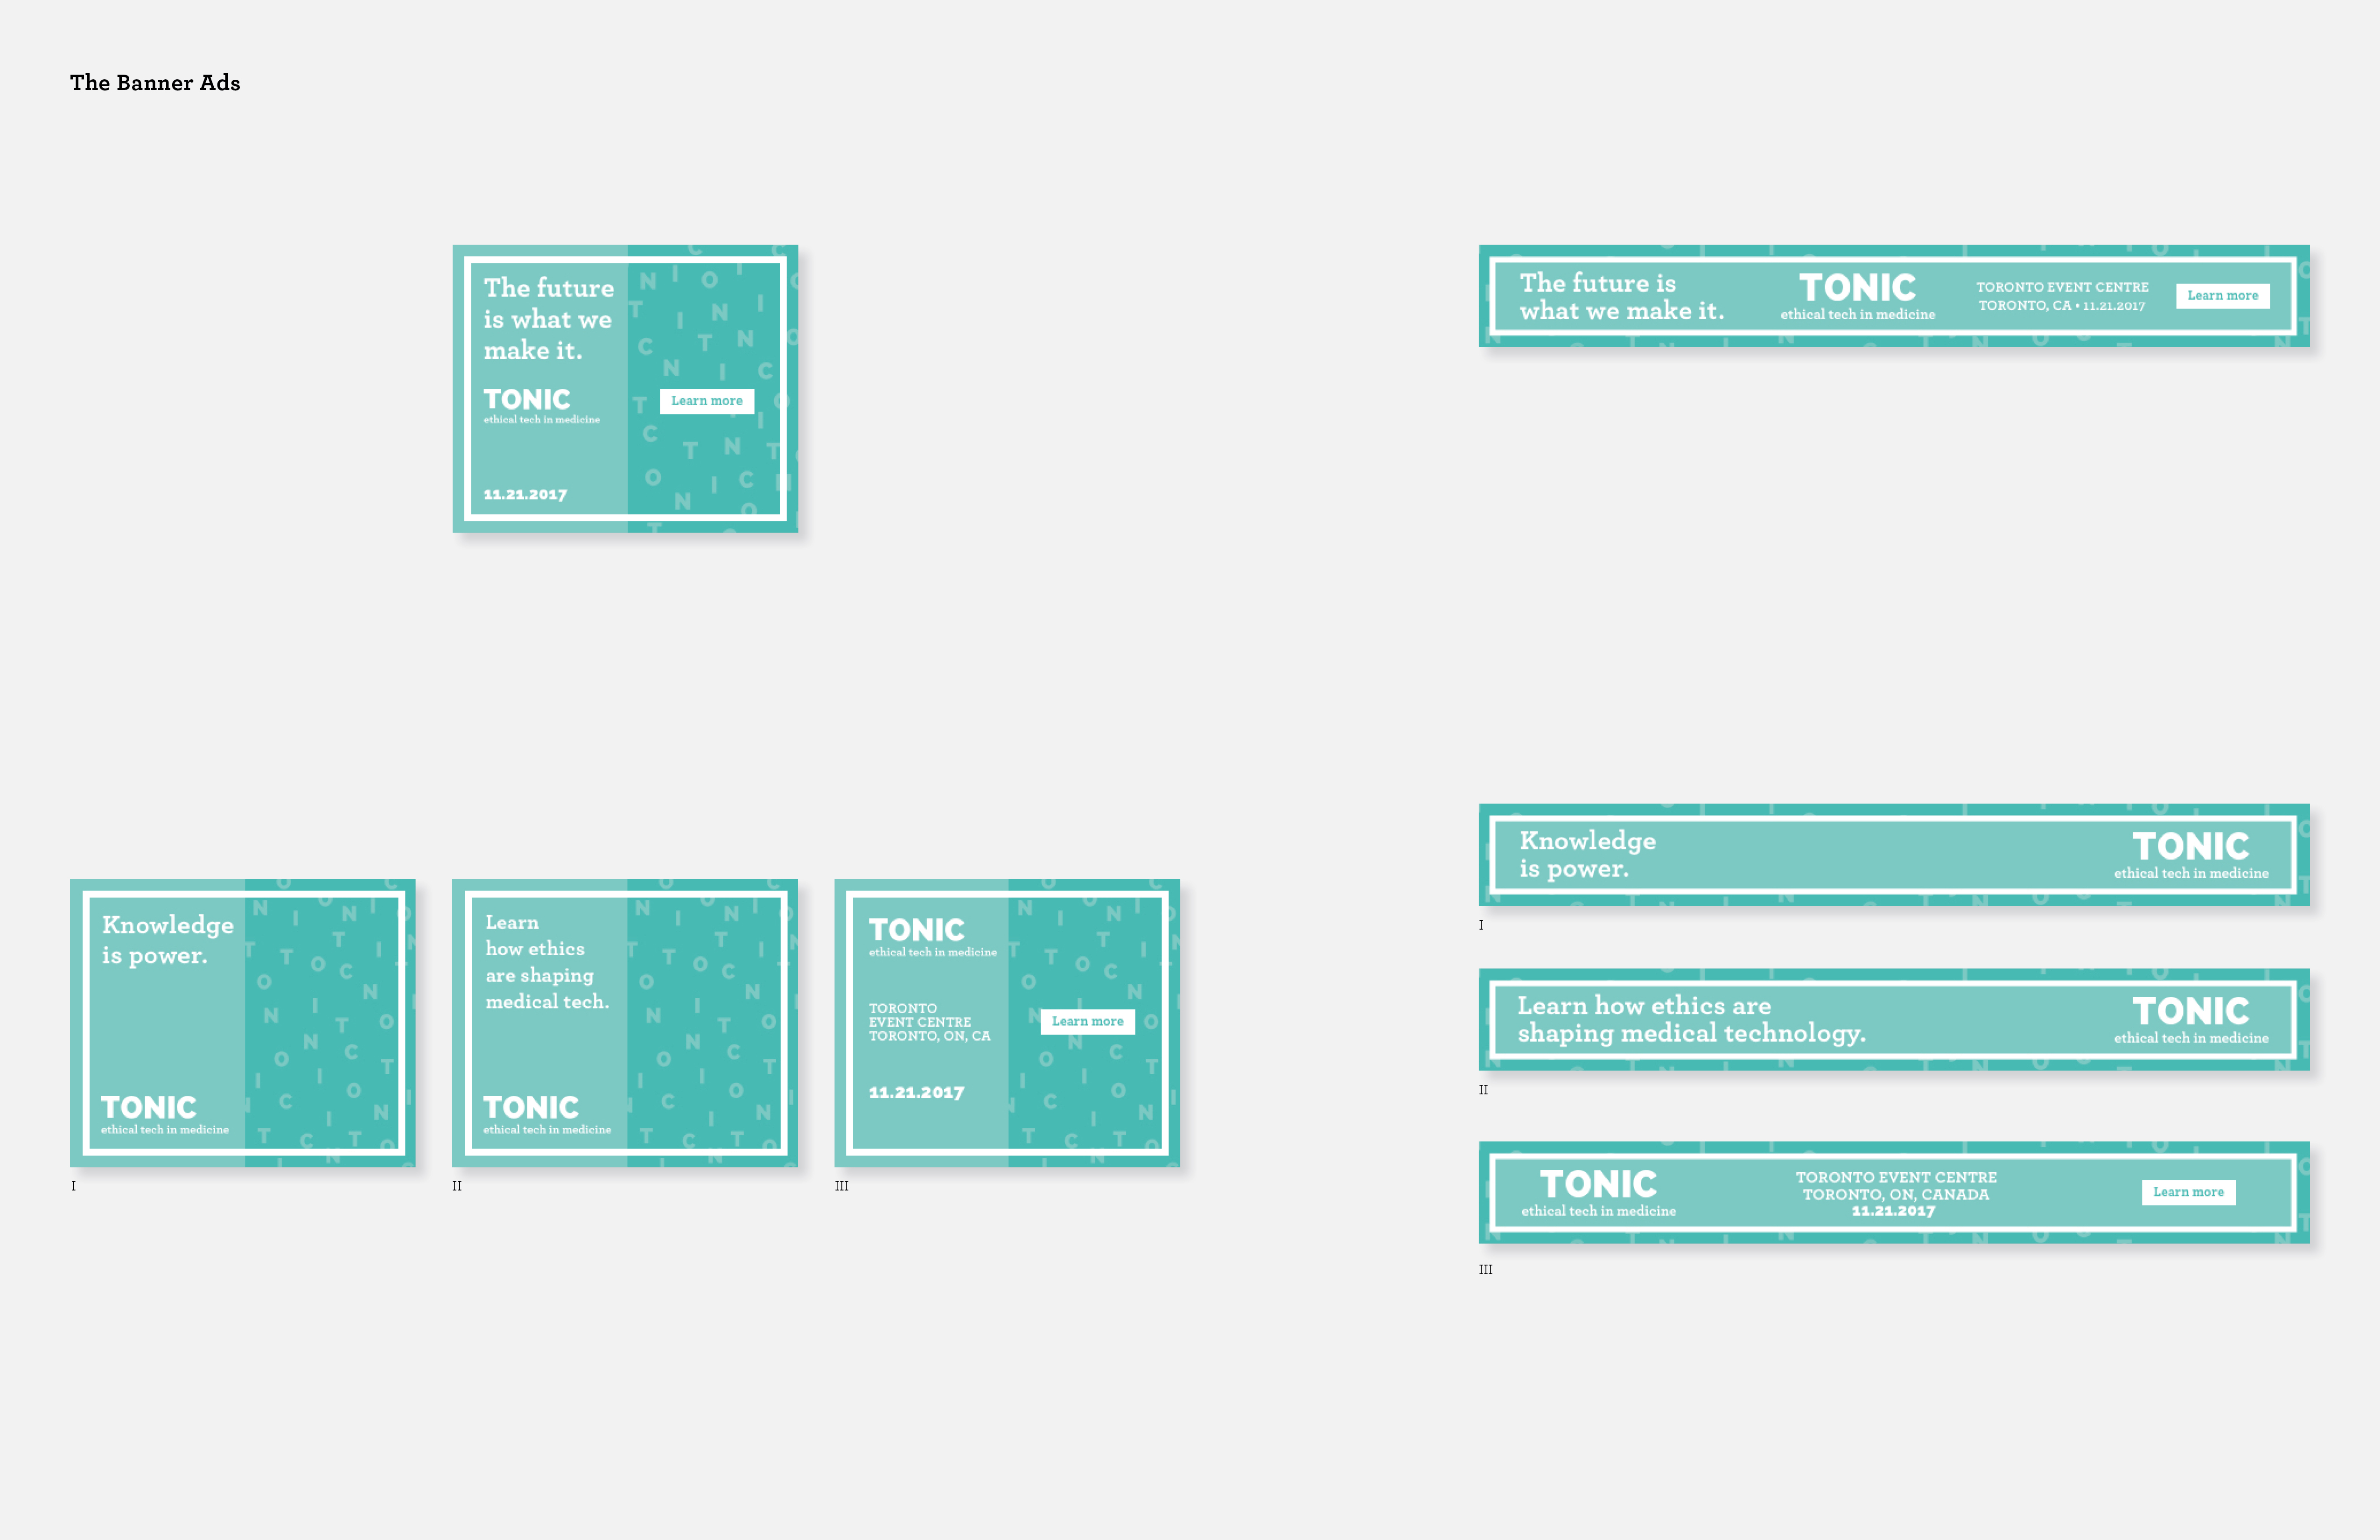 The Banner Ads
The future
is what we
make it.
TONIC
ethical tech in medicine
11.21.2017
Learn more
The future is
what we make it.
TONIC
ethical tech in medicine
TORONTO EVENT CENTRE
TORONTO, CA • 11.21.2017
Learn more
Knowledge
is power.
TONIC
ethical tech in medicine
I
Learn
how ethics
are shaping
medical tech.
TONIC
ethical tech in medicine
II
TONIC
ethical tech in medicine
TORONTO
EVENT CENTRE
TORONTO, ON, CA
11.21.2017
Learn more
III
Knowledge
is power.
TONIC
ethical tech in medicine
I
Learn how ethics are
shaping medical technology.
TONIC
ethical tech in medicine
II
TONIC
ethical tech in medicine
TORONTO EVENT CENTRE
TORONTO, ON, CANADA
11.21.2017
Learn more
III